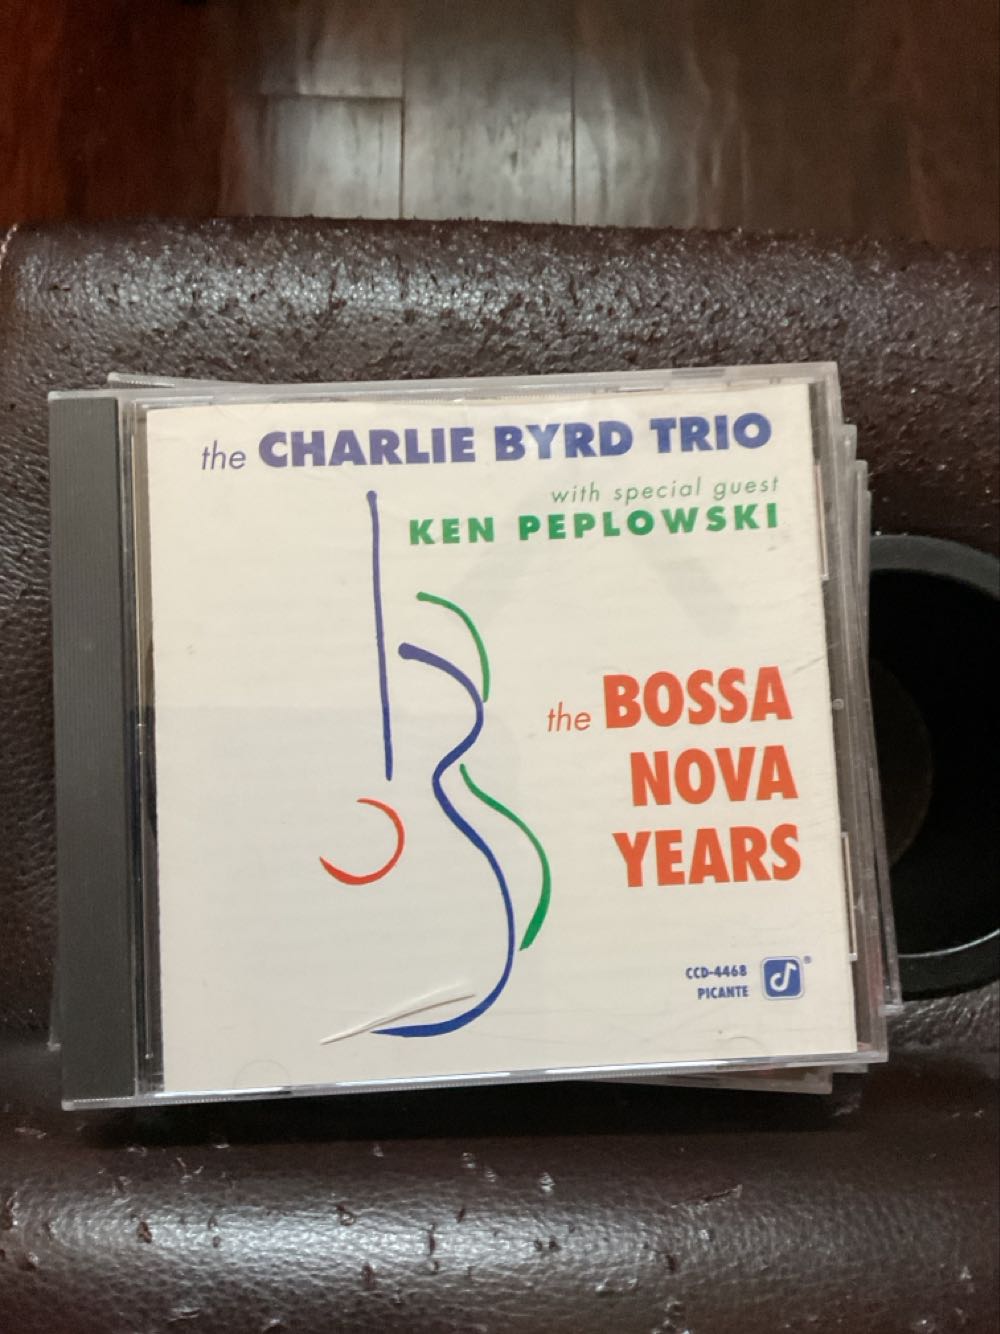 the CHARLIE BYRD TRIO
with special guest
KEN PEPLOWSKI
the BOSSA
NOVA
YEARS
CCD-4468
PICANTE
®